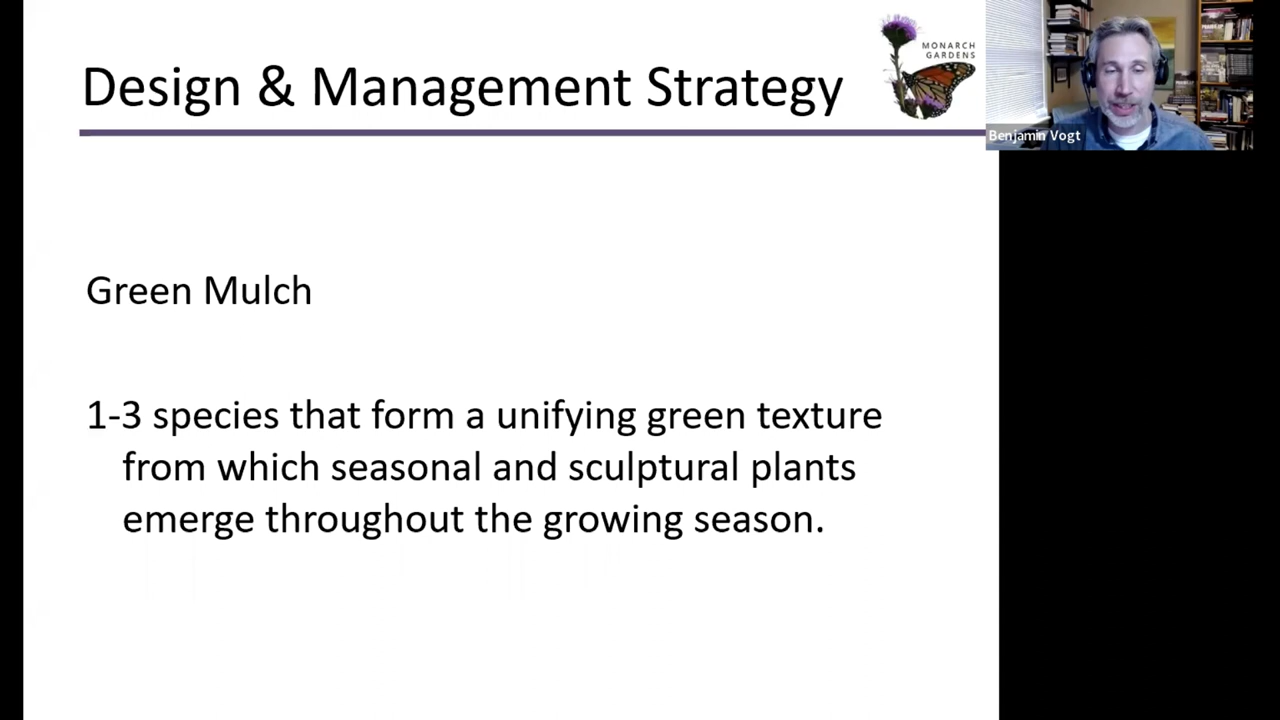 Design & Management Strategy
MONARCH
GARDENS
Benjamin Vogt
Green Mulch
1-3 species that form a unifying green texture
from which seasonal and sculptural plants
emerge throughout the growing season.